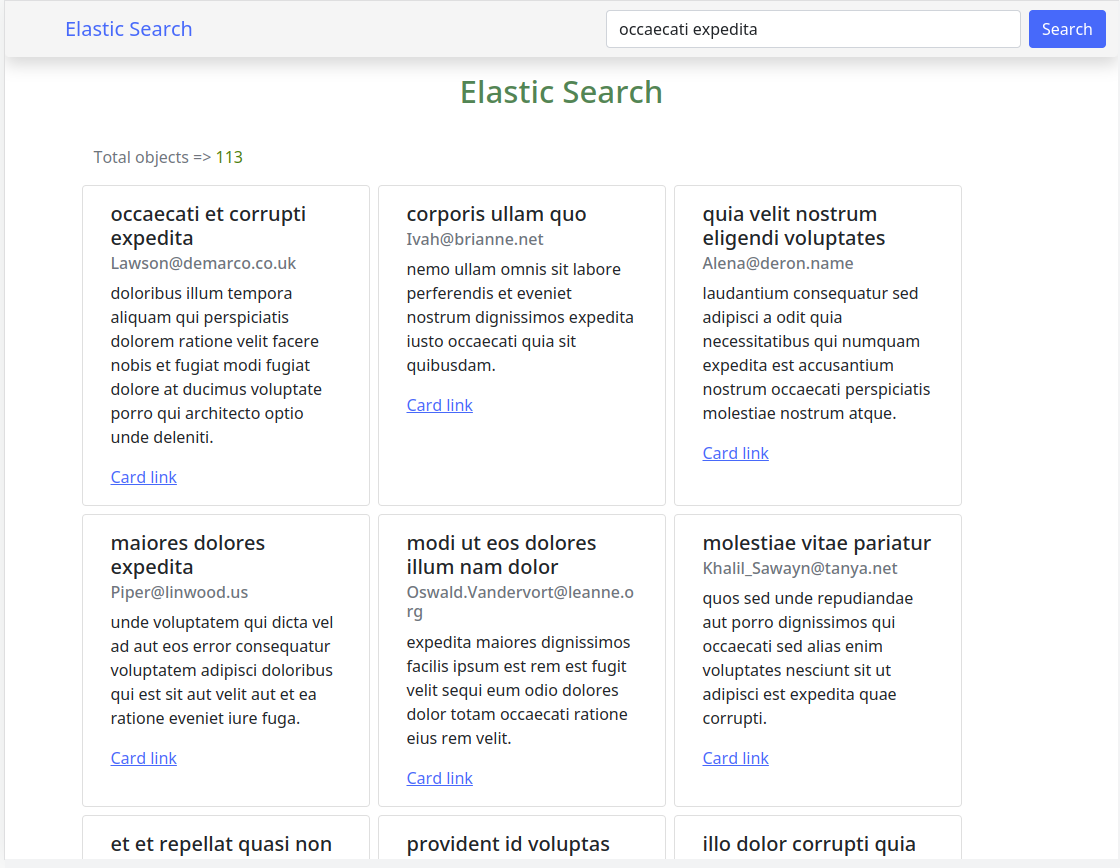 Elastic Search
occaecati expedita
Search
Elastic Search
Total objects => 113
occaecati et corrupti
expedita
Lawson@demarco.co.uk
doloribus illum tempora
aliquam qui perspiciatis
dolorem ratione velit facere
nobis et fugiat modi fugiat
dolore at ducimus voluptate
porro qui architecto optio
unde deleniti.
Card link
corporis ullam quo
Ivah@brianne.net
nemo ullam omnis sit labore
perferendis et eveniet
nostrum dignissimos expedita
iusto occaecati quia sit
quibusdam.
Card link
quia velit nostrum
eligendi voluptates
Alena@deron.name
laudantium consequatur sed
adipisci a odit quia
necessitatibus qui numquam
expedita est accusantium
nostrum occaecati perspiciatis
molestiae nostrum atque.
Card link
maiores dolores
expedita
Piper@linwood.us
unde voluptatem qui dicta vel
ad aut eos error consequatur
voluptatem adipisci doloribus
qui est sit aut velit aut et ea
ratione eveniet iure fuga.
Card link
modi ut eos dolores
illum nam dolor
Oswald.Vandervort@leanne.o
rg
expedita maiores dignissimos
facilis ipsum est rem est fugit
velit sequi eum odio dolores
dolor totam occaecati ratione
eius rem velit.
Card link
molestiae vitae pariatur
Khalil_Sawayn@tanya.net
quos sed unde repudiandae
aut porro dignissimos qui
occaecati sed alias enim
voluptates nesciunt sit ut
adipisci est expedita quae
corrupti.
Card link
et et repellat quasi non
provident id voluptas
illo dolor corrupti quia